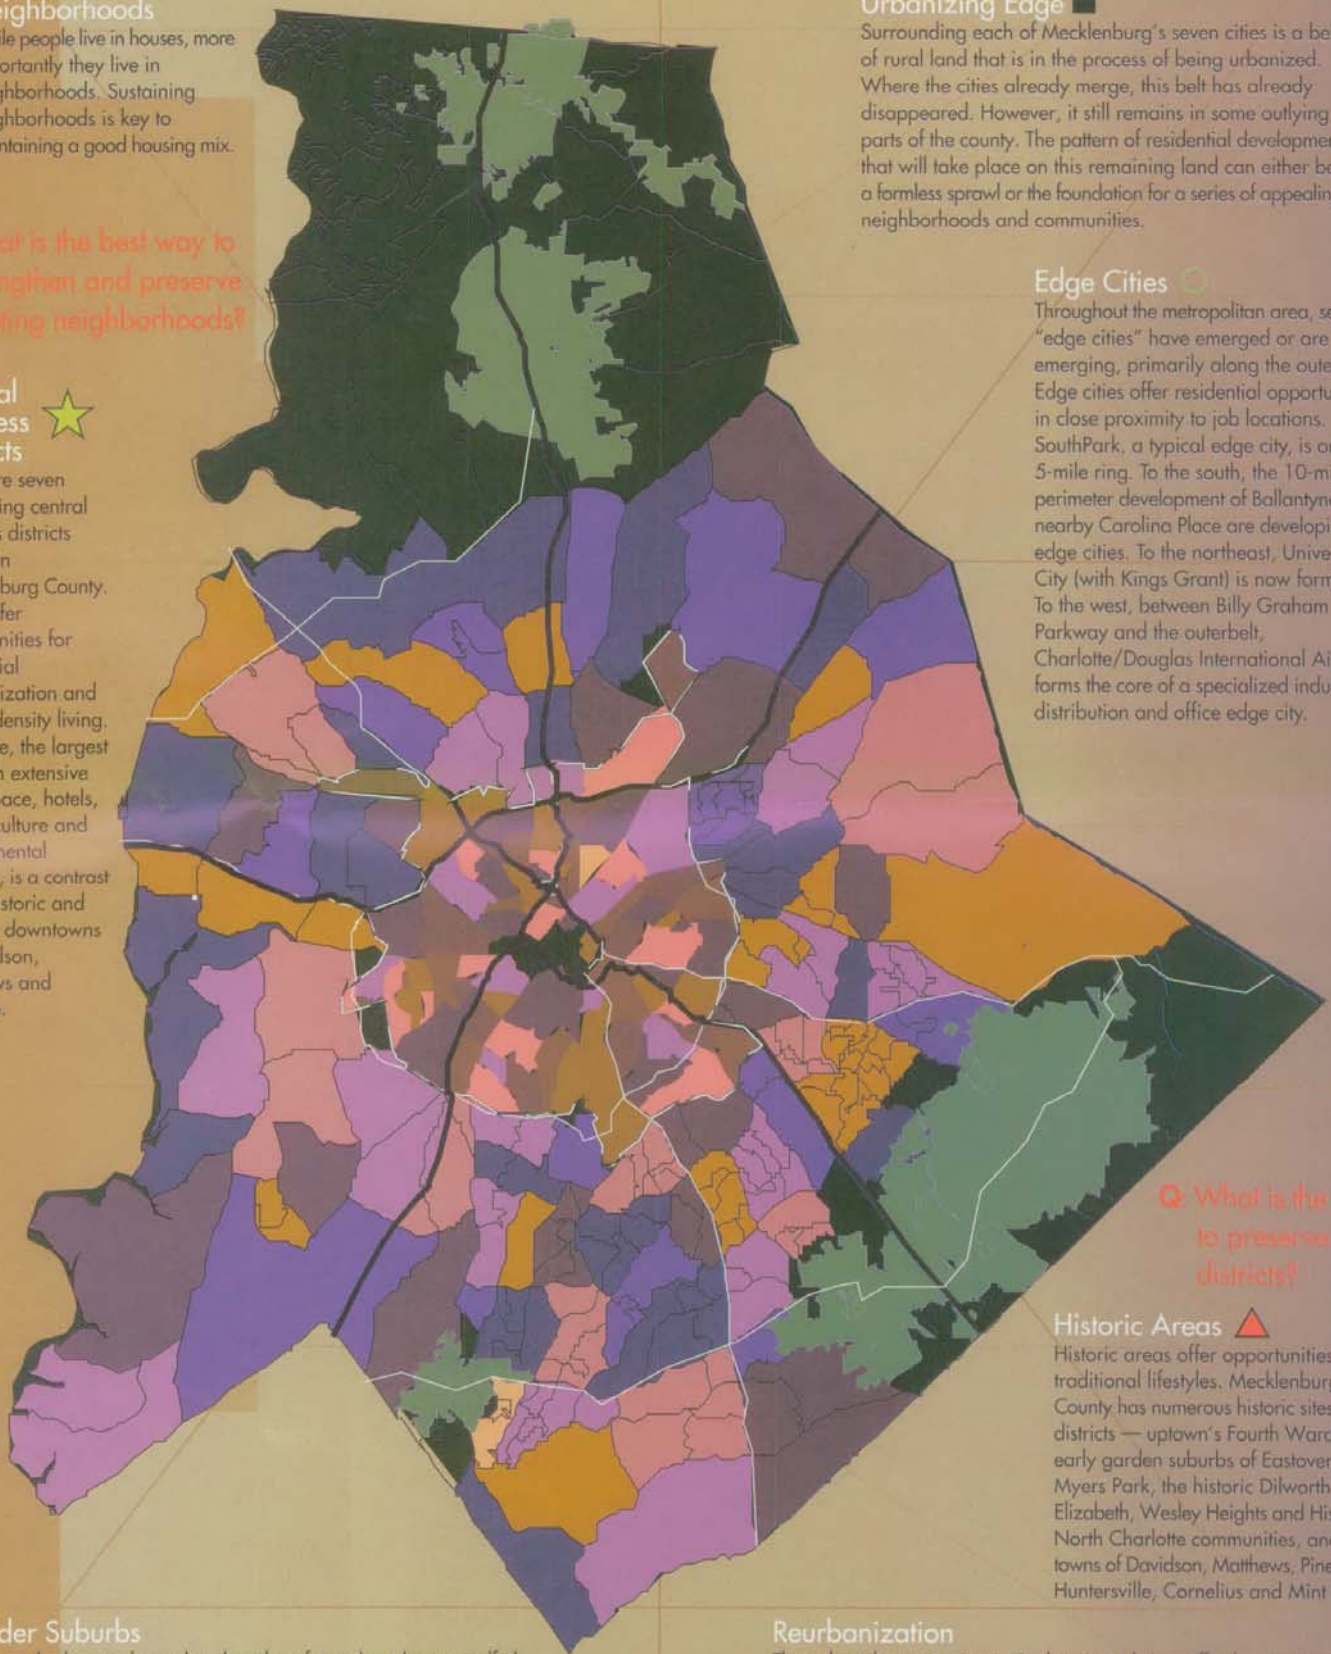 eighborhoods
ile people live in houses, more
ortantly they live in
ghborhoods. Sustaining
ghborhoods is key to
ntaining a good housing mix.
at is the best way to
ngthen and preserve
ting neighborhoods?
al
ess
cts
re seven
ing central
s districts
n
burg County.
fer
nities for
ial
ization and
density living.
e, the largest
n extensive
ace, hotels,
ulture and
mental
, is a contrast
storic and
downtowns
dson,
ws and
.
der Suburbs
Urbanizing Edge
Surrounding each of Mecklenburg's seven cities is a be
of rural land that is in the process of being urbanized.
Where the cities already merge, this belt has already
disappeared. However, it still remains in some outlying
parts of the county. The pattern of residential developmen
that will take place on this remaining land can either be
a formless sprawl or the foundation for a series of appealin
neighborhoods and communities.
Edge Cities
Throughout the metropolitan area, se
"edge cities" have emerged or are
emerging, primarily along the oute
Edge cities offer residential opportu
in close proximity to job locations.
SouthPark, a typical edge city, is o
5-mile ring. To the south, the 10-m
perimeter development of Ballantyn
nearby Carolina Place are developi
edge cities. To the northeast, Unive
City (with Kings Grant) is now form
To the west, between Billy Graham
Parkway and the outerbelt,
Charlotte/Douglas International Ai
forms the core of a specialized indu
distribution and office edge city.
Q What is the
to preserve
districts?
Historic Areas
Historic areas offer opportunities
traditional lifestyles. Mecklenburg
County has numerous historic sites
districts — uptown's Fourth Ward
early garden suburbs of Eastover
Myers Park, the historic Dilworth
Elizabeth, Wesley Heights and His
North Charlotte communities, and
towns of Davidson, Matthews, Pine
Huntersville, Cornelius and Mint
Reurbanization